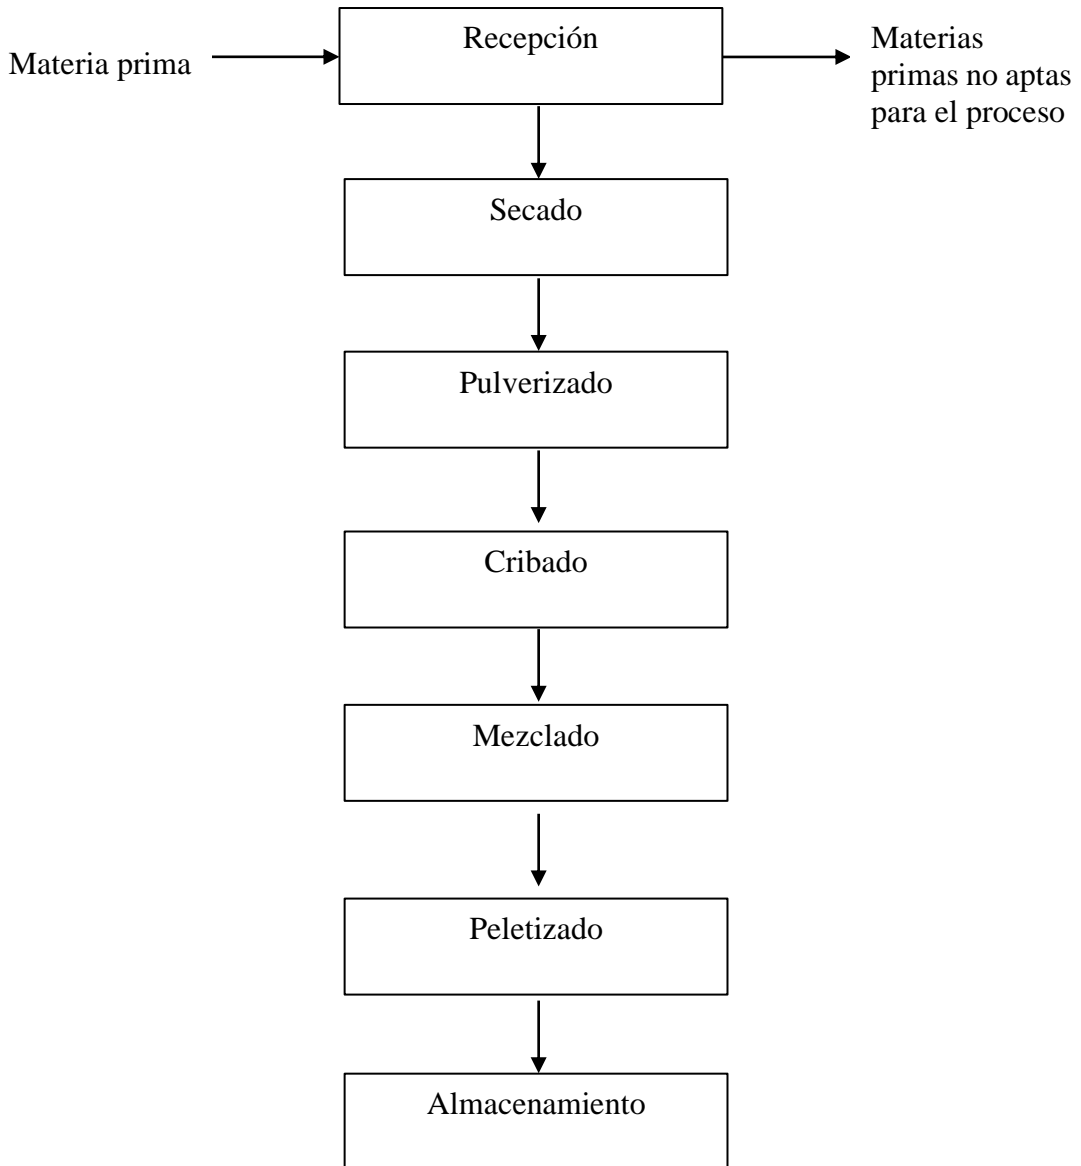 Materia prima
Recepción
Materias
primas no aptas
para el proceso
Secado
Pulverizado
Cribado
Mezclado
Peletizado
Almacenamiento